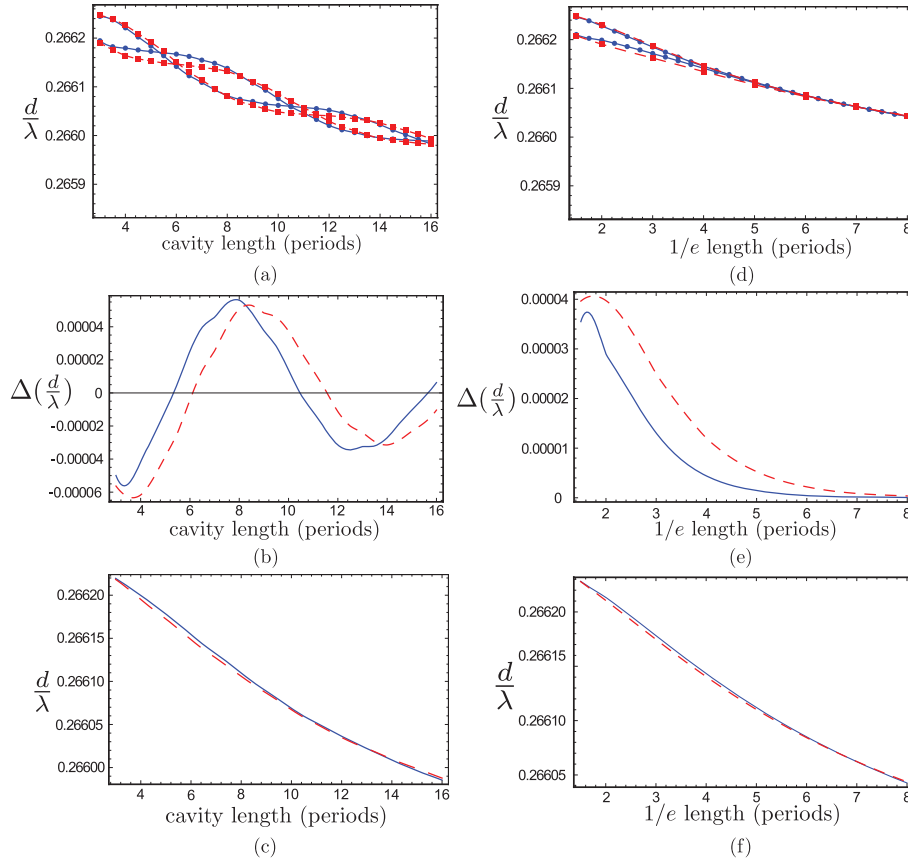 0.2662
0.2661
0.2660
0.2659
d/λ
4 6 8 10 12 14 16
cavity length (periods)
(a)
0.00004
0.00002
0
-0.00002
-0.00004
-0.00006
Δ(d/λ)
4 6 8 10 12 14 16
cavity length (periods)
(b)
0.26620
0.26615
0.26610
0.26605
0.26600
d/λ
4 6 8 10 12 14 16
cavity length (periods)
(c)
0.2662
0.2661
0.2660
0.2659
d/λ
2 3 4 5 6 7 8
1/e length (periods)
(d)
0.00004
0.00003
0.00002
0.00001
0
Δ(d/λ)
2 3 4 5 6 7 8
1/e length (periods)
(e)
0.26620
0.26615
0.26610
0.26605
d/λ
2 3 4 5 6 7 8
1/e length (periods)
(f)